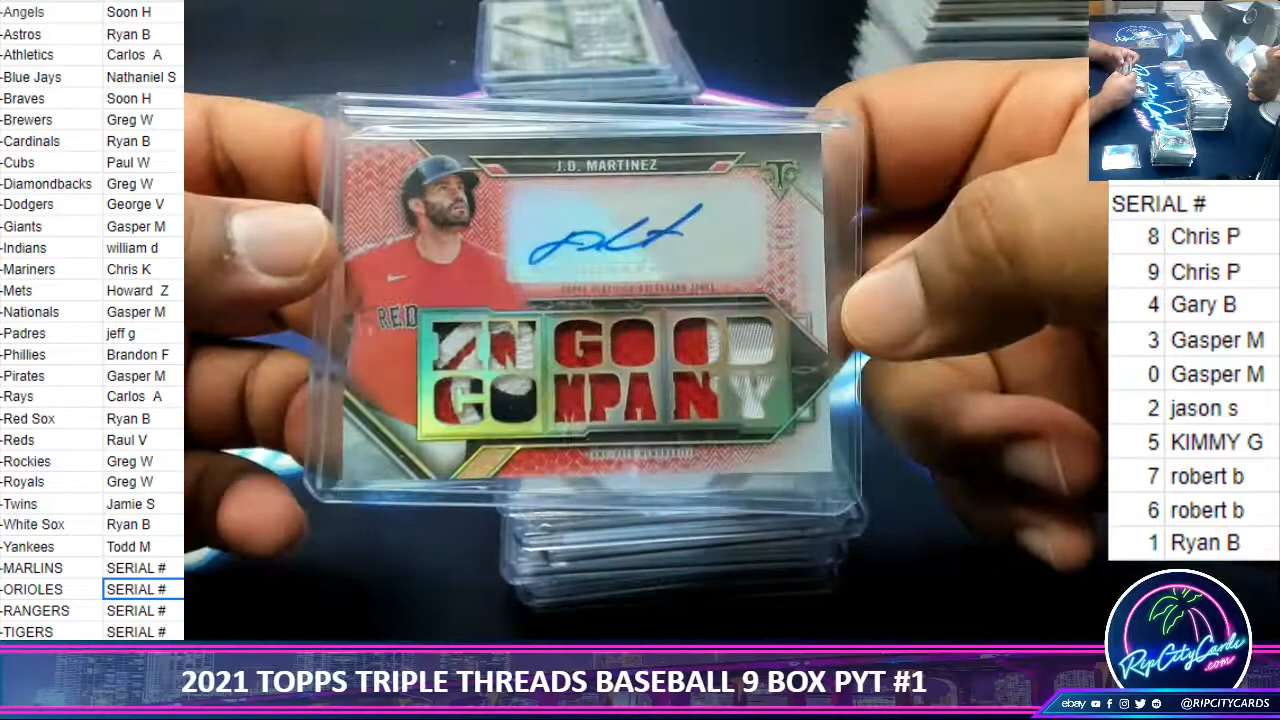 -Angels Soon H
-Astros Ryan B
-Athletics Carlos A
-Blue Jays Nathaniel S
-Braves Soon H
-Brewers Greg W
-Cardinals Ryan B
-Cubs Paul W
-Diamondbacks Greg W
-Dodgers George V
-Giants Gasper M
-Indians william d
-Mariners Chris K
-Mets Howard Z
-Nationals Gasper M
-Padres jeff g
-Phillies Brandon F
-Pirates Gasper M
-Rays Carlos A
-Red Sox Ryan B
-Reds Raul V
-Rockies Greg W
-Royals Greg W
-Twins Jamie S
-White Sox Ryan B
-Yankees Todd M
-MARLINS SERIAL #
-ORIOLES SERIAL #
-RANGERS SERIAL #
-TIGERS SERIAL #
J.D. MARTINEZ
TT
RED
IN GOOD
COMPANY
SERIAL #
8 Chris P
9 Chris P
4 Gary B
3 Gasper M
0 Gasper M
2 jason s
5 KIMMY G
7 robert b
6 robert b
1 Ryan B
RipCityCards
.com
2021 TOPPS TRIPLE THREADS BASEBALL 9 BOX PYT #1
ebay @RIPCITYCARDS